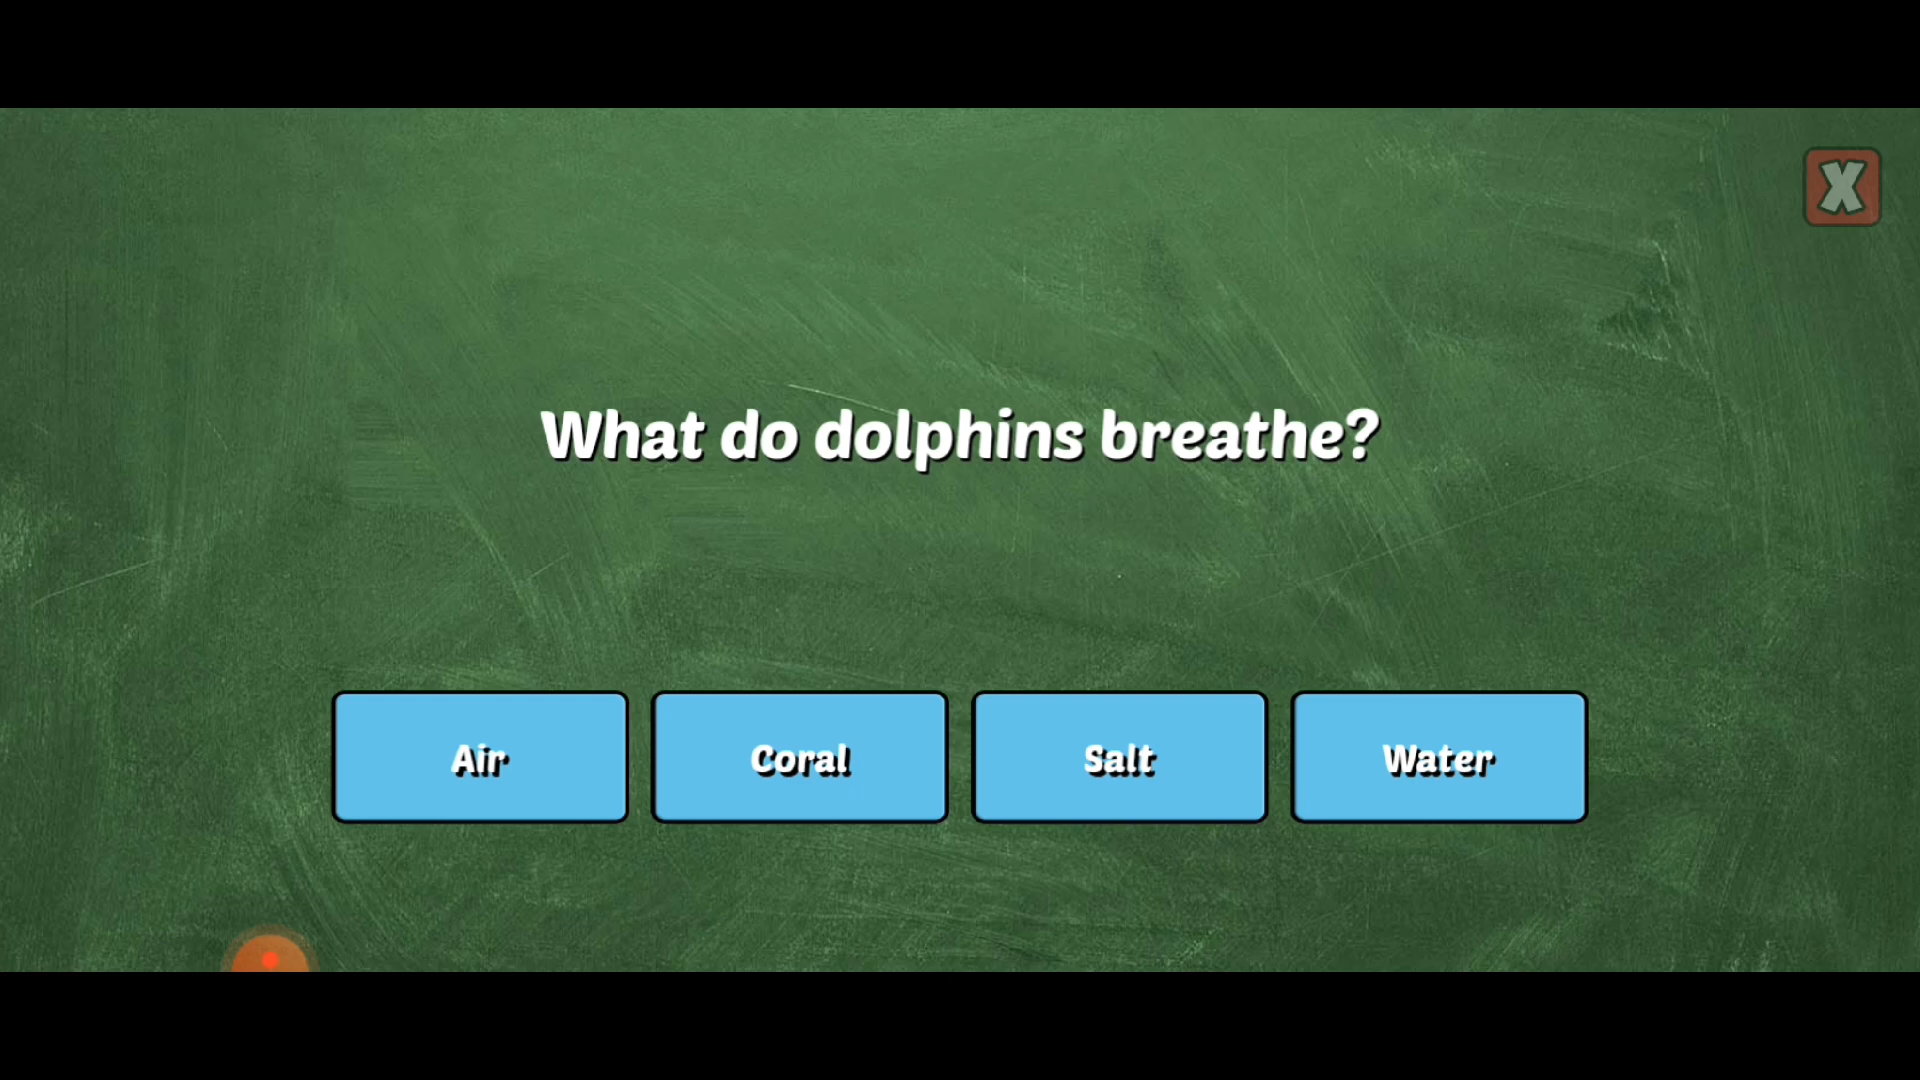 X
What do dolphins breathe?
Air
Coral
Salt
Water